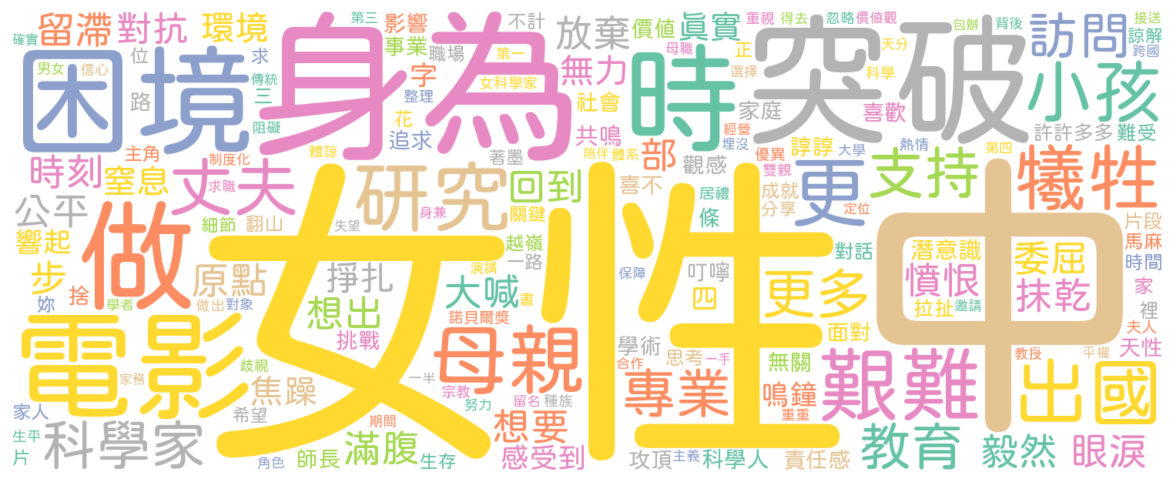 第三
影響
不計
重視
得去
忽略
價值觀
包辦
背後
接送
確實
留滯
對抗
環境
事業
職場
放棄
價值
眞實
母職
正
天分
訪問
諒解
跨國
男女
信心
位
求
字
第一
無力
選擇
科學
小孩
困境
身為
時
突破
路
傳統
三
整理
女科學家
社會
家庭
喜歡
阻礙
花
追求
共鳴
經營
埋沒
諄諄
大學
熱情
許許多多
難受
時刻
主角
制度化
體諒
著墨
陪伴
體系
部
觀感
優異
雙親
第四
窒息
丈夫
求職
研究
回到
喜不
居禮
成就
分享
更
定位
支持
犧牲
公平
細節
翻山
身兼
關鍵
條
片段
響起
做
失望
越嶺
一路
對話
潛意識
委屈
馬麻
時間
步
原點
掙扎
演講
保障
叮嚀
憤恨
抹乾
家
妳
捨
學者
做出
對象
想出
大喊
書
四
更多
拉扯
邀請
裡
電影
女性
中
挑戰
諾貝爾獎
面對
夫人
歧視
母親
學術
合作
思考
一手
無關
艱難
教授
平權
天性
家務
焦躁
一半
宗教
專業
鳴鐘
出國
家人
希望
努力
留名
種族
重重
生平
科學家
期間
想要
片
角色
師長
滿腹
生存
感受到
攻頂
主義
科學人
責任感
教育
毅然
眼淚